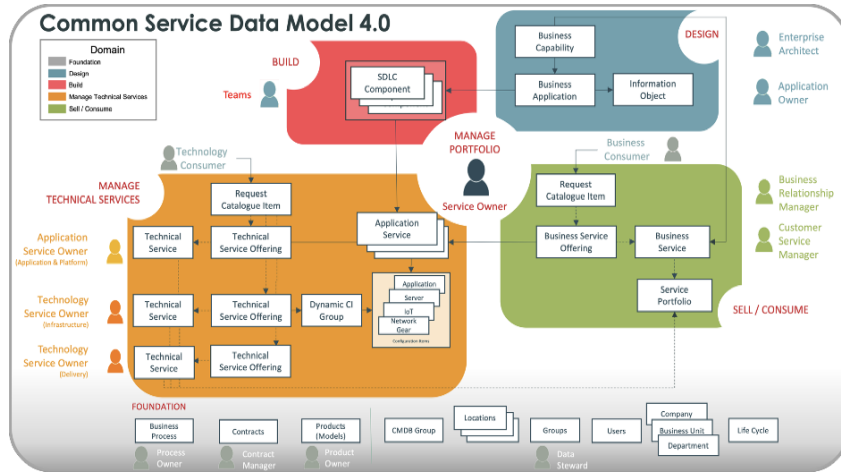 Common Service Data Model 4.0
Domain
Foundation
Design
Build
Manage Technical Services
Sell / Consume
BUILD
Teams
SDLC
Component
DESIGN
Business
Capability
Business
Application
Information
Object
Enterprise
Architect
Application
Owner
MANAGE
PORTFOLIO
Service Owner
Technology
Consumer
MANAGE
TECHNICAL SERVICES
Request
Catalogue Item
Technical
Service
Technical
Service Offering
Application
Service
Application
Service Owner
(Application & Platform)
Technical
Service
Technical
Service Offering
Dynamic CI
Group
Application
Server
IoT
Network
Gear
Configuration Items
Technology
Service Owner
(Infrastructure)
Technical
Service
Technical
Service Offering
Technology
Service Owner
(Delivery)
Business
Consumer
Request
Catalogue Item
Business Service
Offering
Business
Service
Service
Portfolio
SELL / CONSUME
Business
Relationship
Manager
Customer
Service
Manager
FOUNDATION
Business
Process
Process
Owner
Contracts
Contract
Manager
Products
(Models)
Product
Owner
CMDB Group
Locations
Groups
Data
Steward
Users
Company
Business Unit
Department
Life Cycle